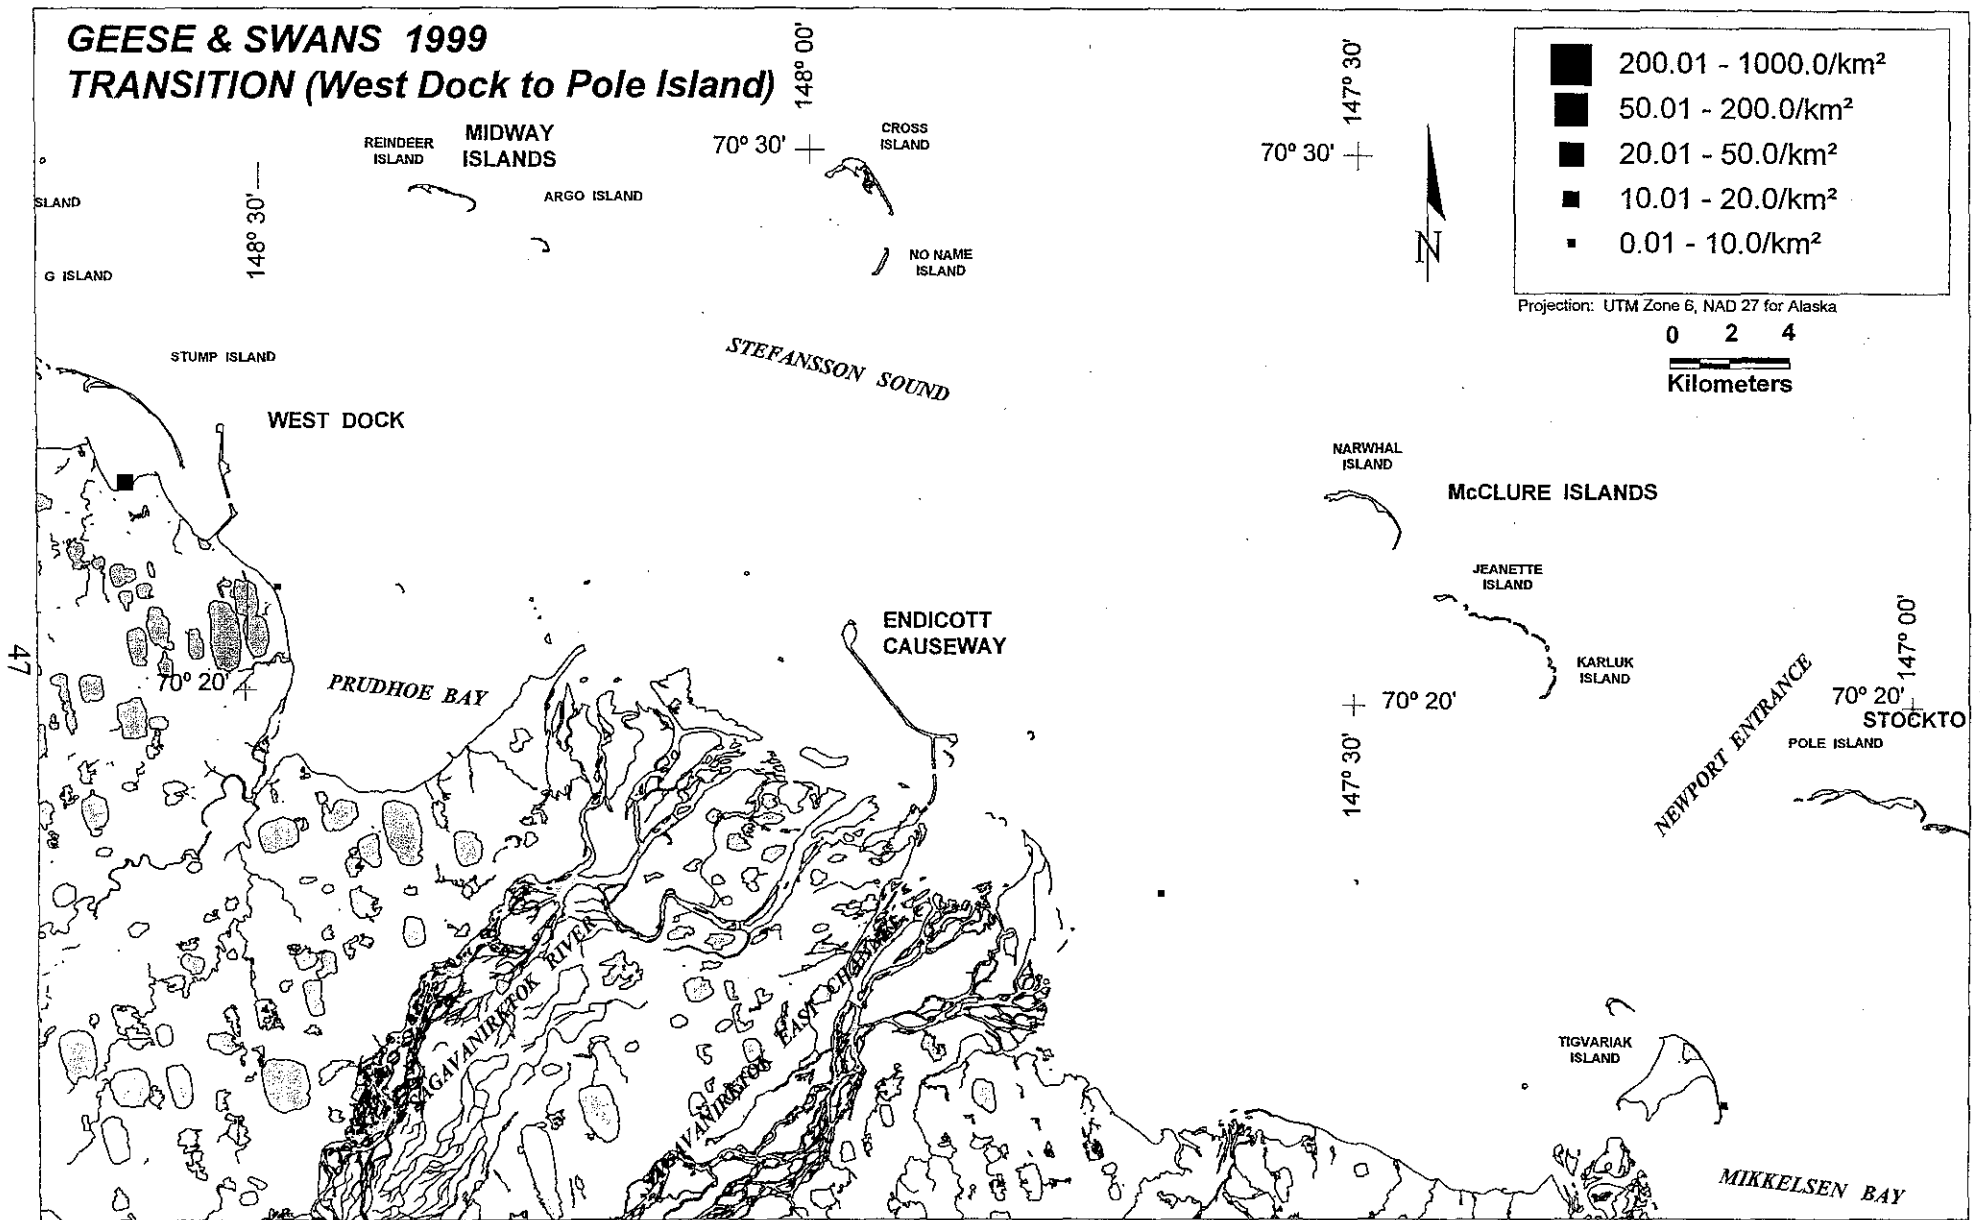 GEESE & SWANS 1999
TRANSITION (West Dock to Pole Island)
148° 00'
147° 30'
200.01 - 1000.0/km²
50.01 - 200.0/km²
20.01 - 50.0/km²
10.01 - 20.0/km²
0.01 - 10.0/km²
Projection: UTM Zone 6, NAD 27 for Alaska
0 2 4
Kilometers
N
REINDEER
ISLAND
MIDWAY
ISLANDS
70° 30'
CROSS
ISLAND
70° 30'
SLAND
148° 30'
ARGO ISLAND
G ISLAND
NO NAME
ISLAND
STUMP ISLAND
STEFANSSON SOUND
WEST DOCK
NARWHAL
ISLAND
McCLURE ISLANDS
JEANETTE
ISLAND
ENDICOTT
CAUSEWAY
KARLUK
ISLAND
147° 00'
47
70° 20'
PRUDHOE BAY
70° 20'
70° 20'
STOCKTO
POLE ISLAND
NEWPORT ENTRANCE
147° 30'
SAGAVANIRKTOK RIVER
SAGAVANIRKTOK EAST CHANNEL
TIGVARIAK
ISLAND
MIKKELSEN BAY